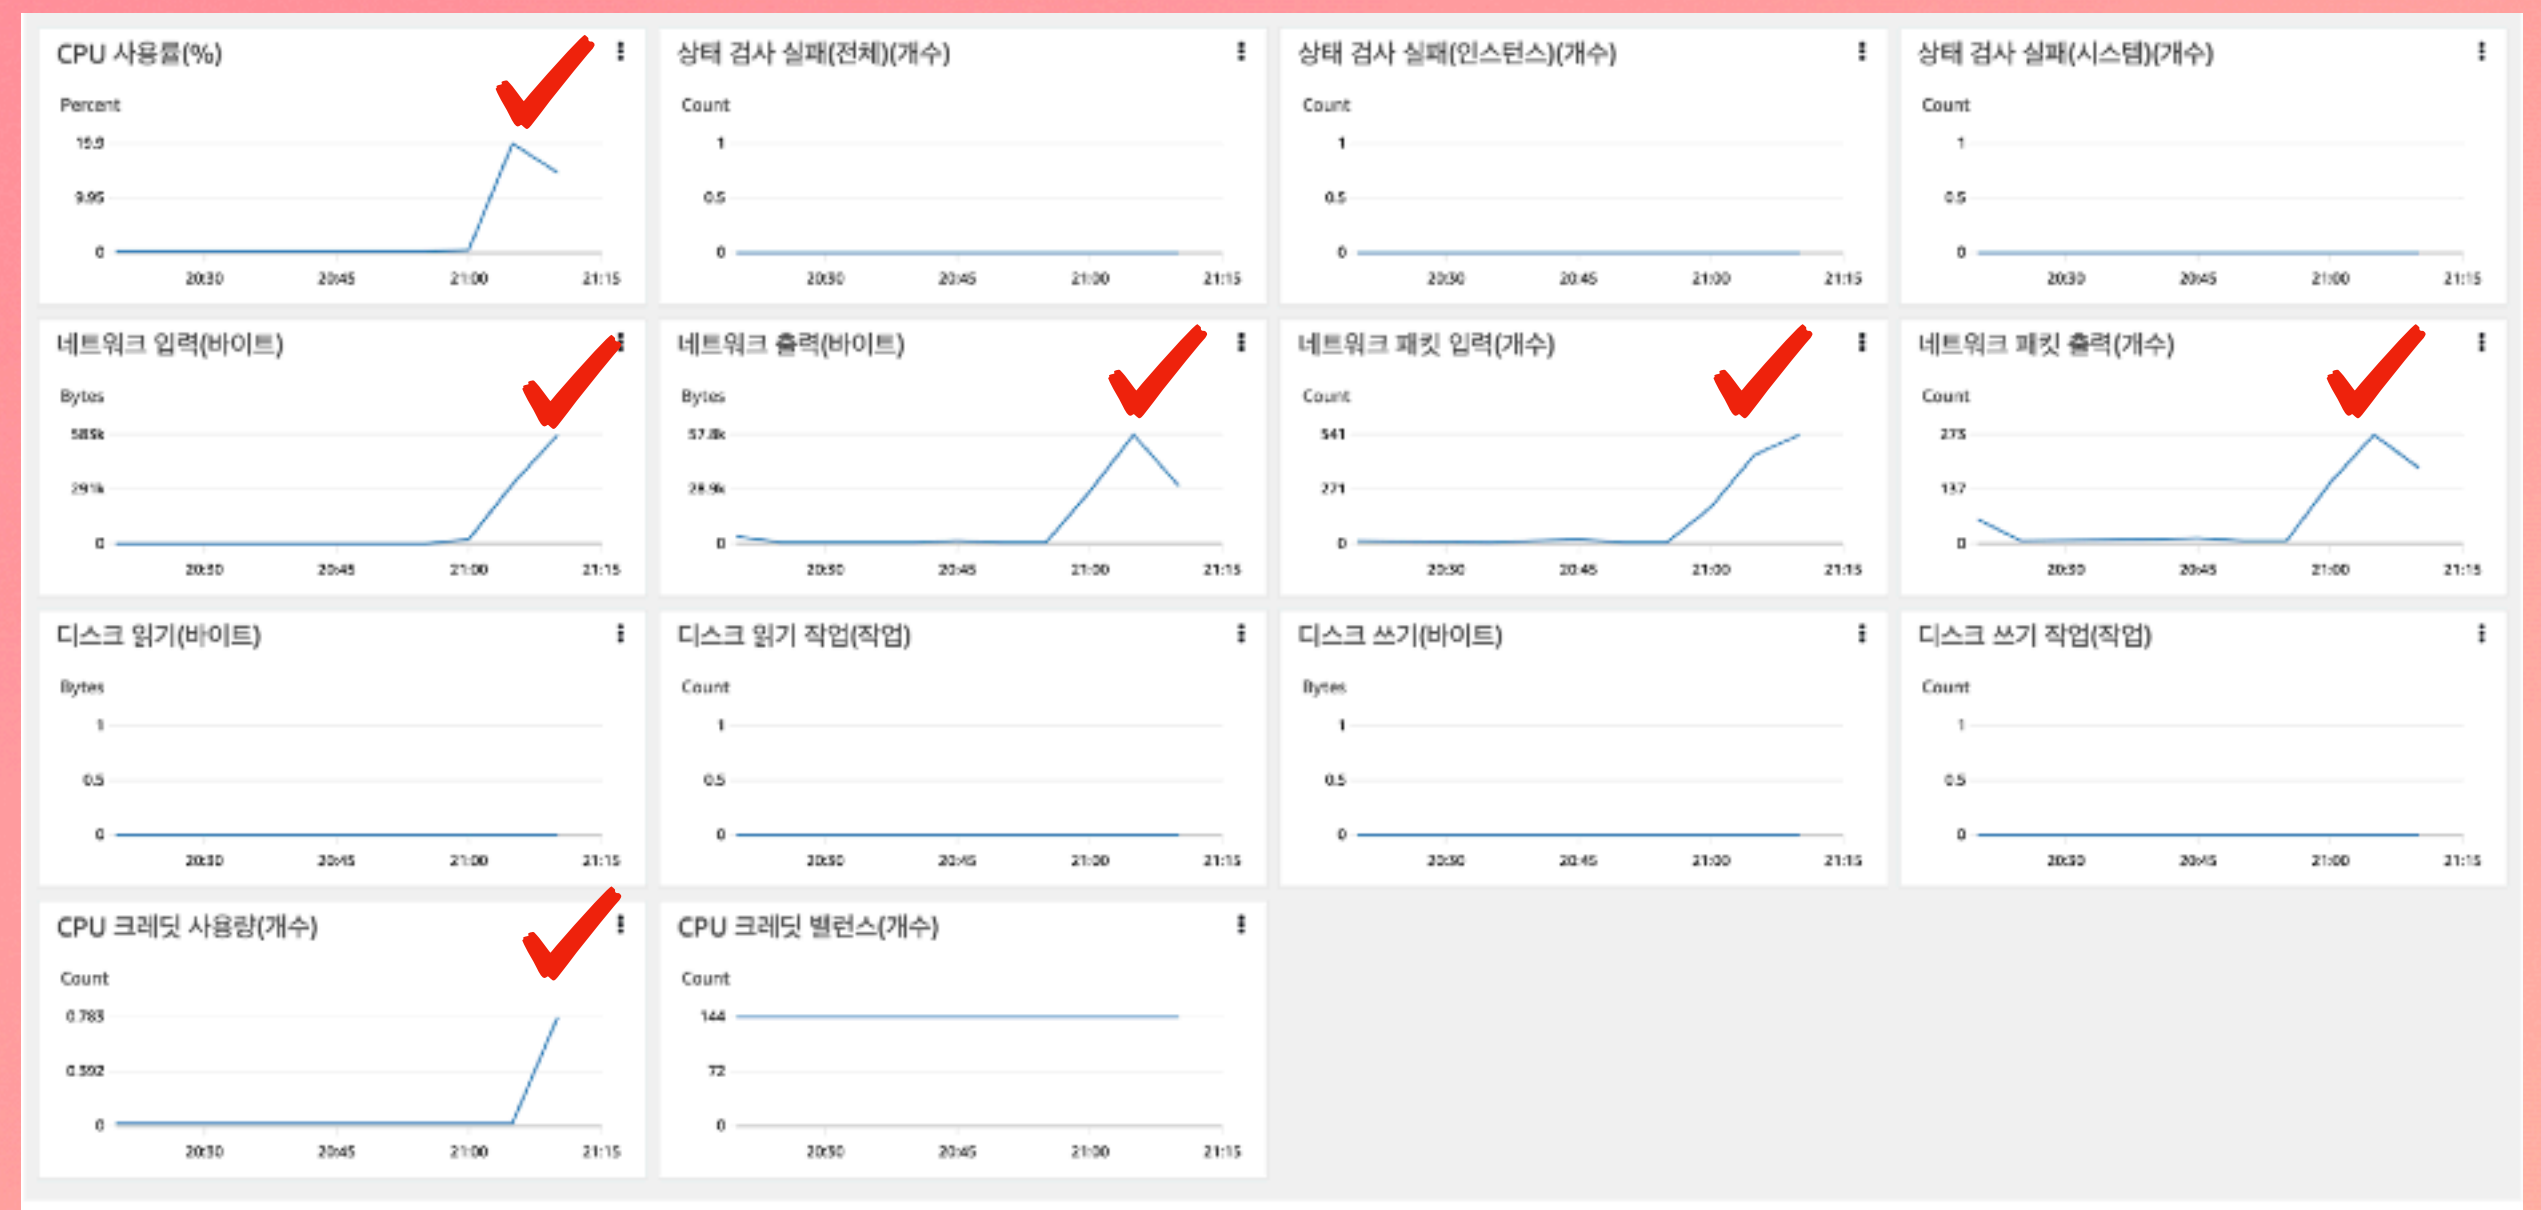 CPU 사용률(%)
Percent
19.9
9.95
0
20:30 20:45 21:00 21:15
상태 검사 실패(전체)(개수)
Count
1
0.5
0
20:30 20:45 21:00 21:15
상태 검사 실패(인스턴스)(개수)
Count
1
0.5
0
20:30 20:45 21:00 21:15
상태 검사 실패(시스템)(개수)
Count
1
0.5
0
20:30 20:45 21:00 21:15
네트워크 입력(바이트)
Bytes
583k
291k
0
20:30 20:45 21:00 21:15
네트워크 출력(바이트)
Bytes
57.8k
28.9k
0
20:30 20:45 21:00 21:15
네트워크 패킷 입력(개수)
Count
541
271
0
20:30 20:45 21:00 21:15
네트워크 패킷 출력(개수)
Count
273
137
0
20:30 20:45 21:00 21:15
디스크 읽기(바이트)
Bytes
1
0.5
0
20:30 20:45 21:00 21:15
디스크 읽기 작업(작업)
Count
1
0.5
0
20:30 20:45 21:00 21:15
디스크 쓰기(바이트)
Bytes
1
0.5
0
20:30 20:45 21:00 21:15
디스크 쓰기 작업(작업)
Count
1
0.5
0
20:30 20:45 21:00 21:15
CPU 크레딧 사용량(개수)
Count
0.783
0.392
0
20:30 20:45 21:00 21:15
CPU 크레딧 밸런스(개수)
Count
144
72
0
20:30 20:45 21:00 21:15